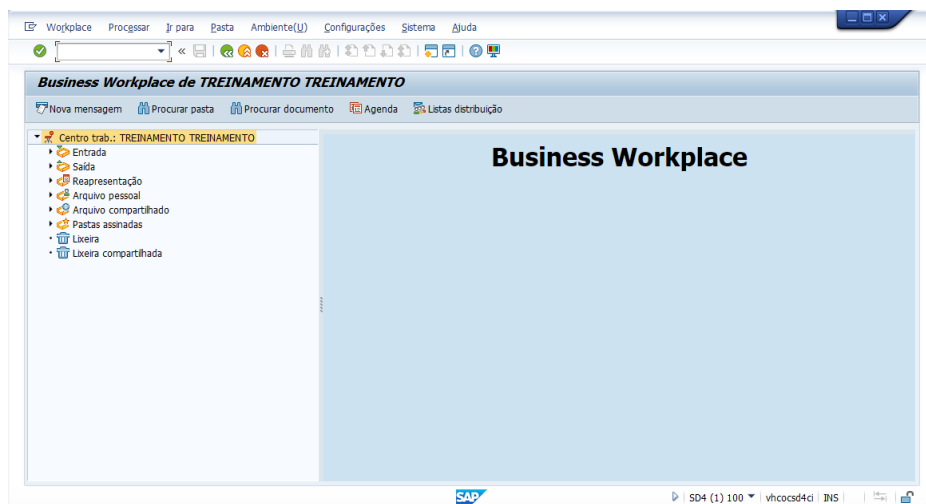 Workplace Processar Ir para Pasta Ambiente(U) Configurações Sistema Ajuda
Business Workplace de TREINAMENTO TREINAMENTO
Nova mensagem Procurar pasta Procurar documento Agenda Listas distribuição
Centro trab.: TREINAMENTO TREINAMENTO
Entrada
Saída
Reapresentação
Arquivo pessoal
Arquivo compartilhado
Pastas assinadas
Lixeira
Lixeira compartilhada
Business Workplace
SAP SD4 (1) 100 vhcocsd4ci INS